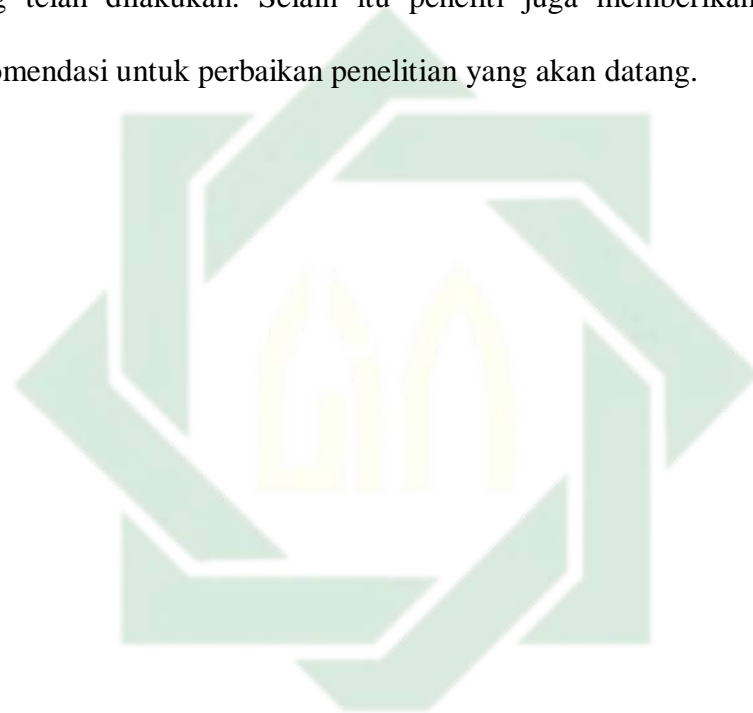 telah dilakukan. Selain itu peneliti juga memberikan
omendasi untuk perbaikan penelitian yang akan datang.